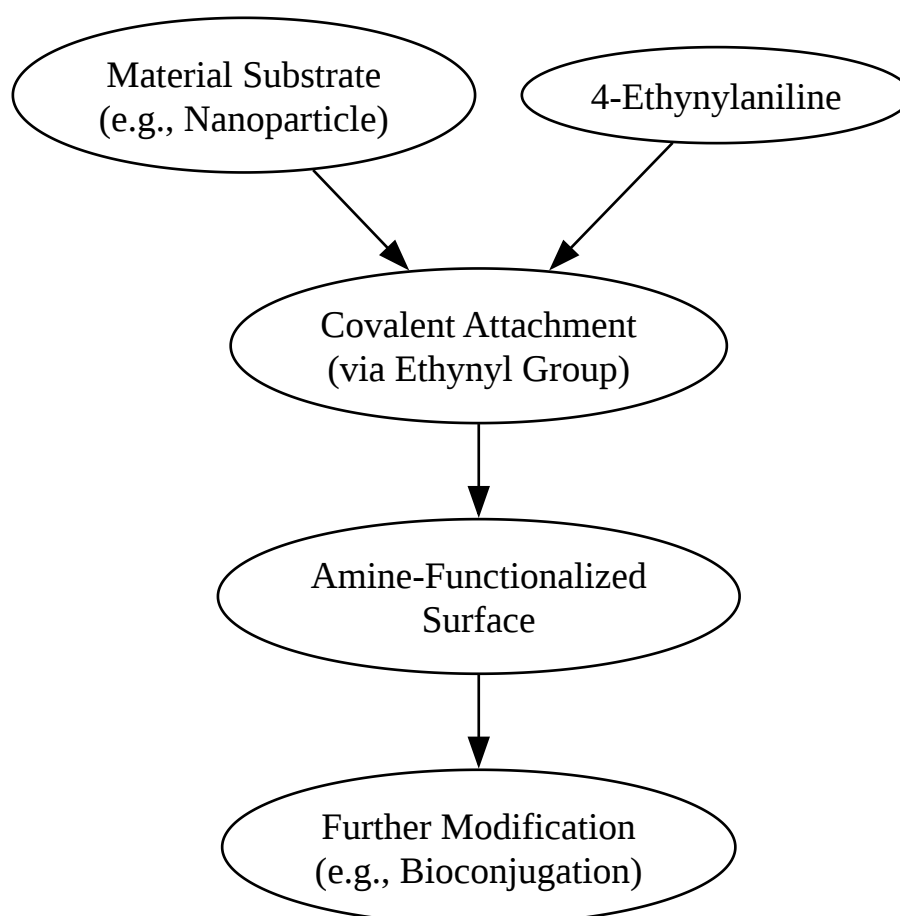 Material Substrate
(e.g., Nanoparticle)
4-Ethynylaniline
Covalent Attachment
(via Ethynyl Group)
Amine-Functionalized
Surface
Further Modification
(e.g., Bioconjugation)